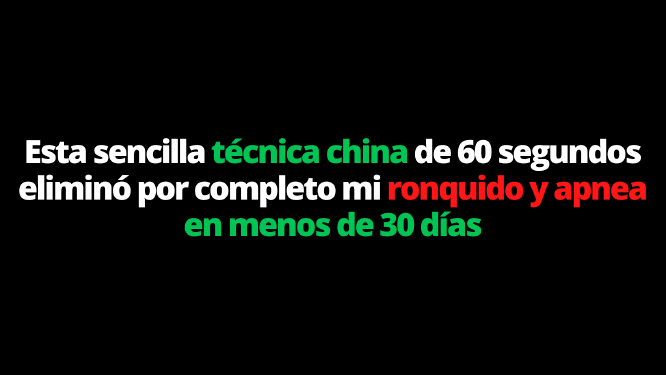 Esta sencilla técnica china de 60 segundos
eliminó por completo mi ronquido y apnea
en menos de 30 días